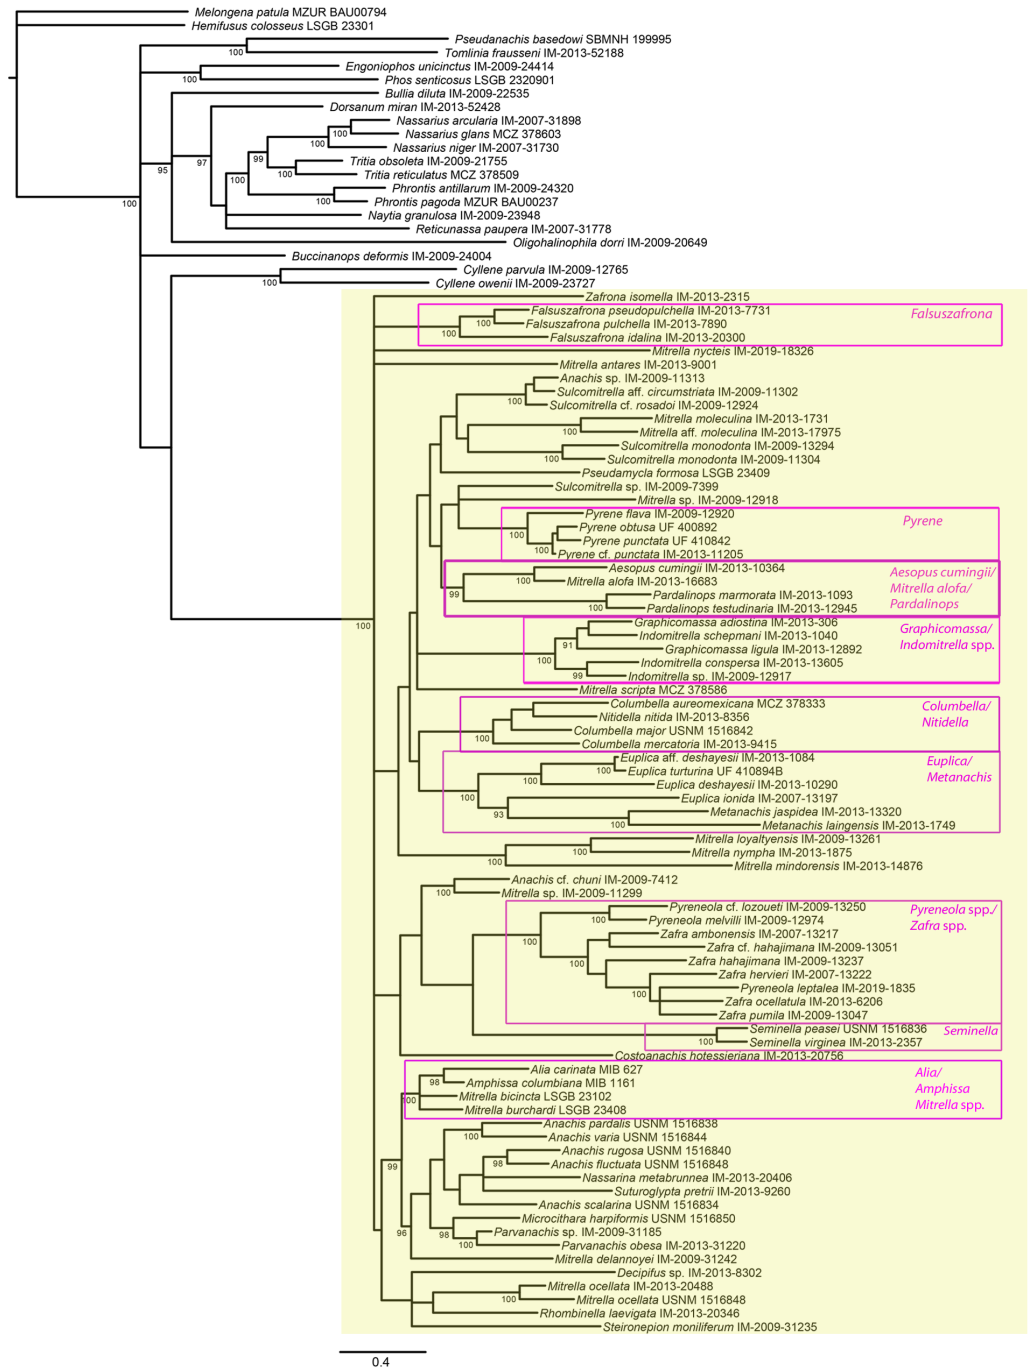 Melongena patula MZUR BAU00794
Hemifusus colosseus LSGB 23301
Pseudanachis basedowi SBMNH 199995
100
Tomlinia frausseni IM-2013-52188
Engoniophos unicinctus IM-2009-24414
100
Phos senticosus LSGB 2320901
Bullia diluta IM-2009-22535
Dorsanum miran IM-2013-52428
Nassarius arcularia IM-2007-31898
100
Nassarius glans MCZ 378603
100
Nassarius niger IM-2007-31730
99
Tritia obsoleta IM-2009-21755
95
97
100
Tritia reticulatus MCZ 378509
100
Phrontis antillarum IM-2009-24320
100
Phrontis pagoda MZUR BAU00237
100
Naytia granulosa IM-2009-23948
Reticunassa paupera IM-2007-31778
Oligohalinophila dorri IM-2009-20649
Buccinanops deformis IM-2009-24004
Cyllene parvula IM-2009-12765
100
Cyllene owenii IM-2009-23727
Zafrona isomella IM-2013-2315
Falsuszafrona pseudopulchella IM-2013-7731
Falsuszafrona
100
Falsuszafrona pulchella IM-2013-7890
100
Falsuszafrona idalina IM-2013-20300
Mitrella nycteis IM-2019-18326
Mitrella antares IM-2013-9001
Anachis sp. IM-2009-11313
Sulcomitrella aff. circumstriata IM-2009-11302
100
Sulcomitrella cf. rosadoi IM-2009-12924
Mitrella moleculina IM-2013-1731
100
Mitrella aff. moleculina IM-2013-17975
Sulcomitrella monodonta IM-2009-13294
100
Sulcomitrella monodonta IM-2009-11304
Pseudamycla formosa LSGB 23409
Sulcomitrella sp. IM-2009-7399
Mitrella sp. IM-2009-12918
Pyrene flava IM-2009-12920
Pyrene
100
Pyrene obtusa UF 400892
Pyrene punctata UF 410842
100
Pyrene cf. punctata IM-2013-11205
Aesopus cumingii IM-2013-10364
Aesopus cumingii/
100
Mitrella alofa IM-2013-16683
Mitrella alofa/
99
Pardalinops marmorata IM-2013-1093
Pardalinops
100
Pardalinops testudinaria IM-2013-12945
Graphicomassa adiostina IM-2013-306
Graphicomassa/
100
Indomitrella schepmani IM-2013-1040
Indomitrella spp.
91
Graphicomassa ligula IM-2013-12892
100
Indomitrella conspersa IM-2013-13605
99
Indomitrella sp. IM-2009-12917
Mitrella scripta MCZ 378586
Columbella aureomexicana MCZ 378333
Columbella/
Nitidella nitida IM-2013-8356
Nitidella
Columbella major USNM 1516842
100
Columbella mercatoria IM-2013-9415
Euplica aff. deshayesii IM-2013-1084
Euplica/
100
Euplica turturina UF 410894B
Metanachis
100
Euplica deshayesii IM-2013-10290
100
Euplica ionida IM-2007-13197
93
Metanachis jaspidea IM-2013-13320
100
Metanachis laingensis IM-2013-1749
Mitrella loyaltyensis IM-2009-13261
100
Mitrella nympha IM-2013-1875
100
Mitrella mindorensis IM-2013-14876
Anachis cf. chuni IM-2009-7412
100
Mitrella sp. IM-2009-11299
Pyreneola cf. lozoueti IM-2009-13250
Pyreneola spp./
100
Pyreneola melvilli IM-2009-12974
Zafra spp.
Zafra ambonensis IM-2007-13217
100
Zafra cf. hahajimana IM-2009-13051
100
Zafra hahajimana IM-2009-13237
Zafra hervieri IM-2007-13222
Pyreneola leptalea IM-2019-1835
100
Zafra ocellatula IM-2013-6206
Zafra pumila IM-2009-13047
Seminella peasei USNM 1516836
Seminella
100
Seminella virginea IM-2013-2357
Costoanachis hotessieriana IM-2013-20756
Alia carinata MIB 627
Alia/
98
Amphissa columbiana MIB 1161
Amphissa
Mitrella bicincta LSGB 23102
Mitrella spp.
100
Mitrella burchardi LSGB 23408
Anachis pardalis USNM 1516838
100
Anachis varia USNM 1516844
Anachis rugosa USNM 1516840
98
Anachis fluctuata USNM 1516848
99
Nassarina metabrunnea IM-2013-20406
Suturoglypta pretrii IM-2013-9260
Anachis scalarina USNM 1516834
Microcithara harpiformis USNM 1516850
96
98
Parvanachis sp. IM-2009-31185
100
Parvanachis obesa IM-2013-31220
Mitrella delannoyei IM-2009-31242
Decipifus sp. IM-2013-8302
Mitrella ocellata IM-2013-20488
100
Mitrella ocellata USNM 1516848
Rhombinella laevigata IM-2013-20346
Steironepion moniliferum IM-2009-31235
0.4